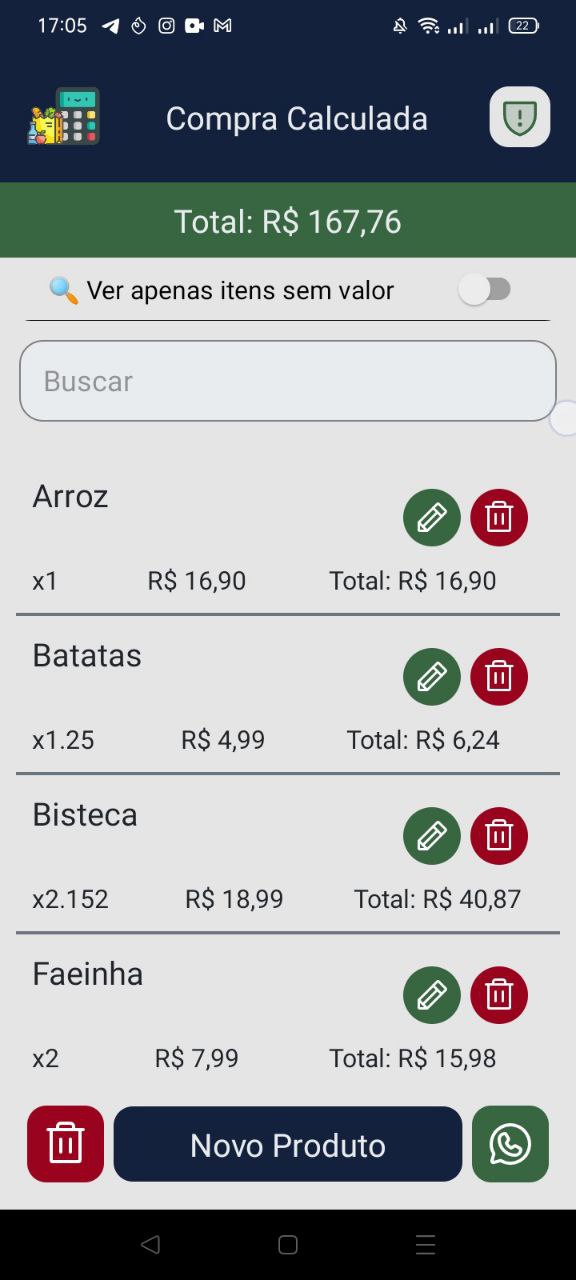 17:05 22
Compra Calculada
Total: R$ 167,76
Ver apenas itens sem valor
Buscar
Arroz
x1 R$ 16,90 Total: R$ 16,90
Batatas
x1.25 R$ 4,99 Total: R$ 6,24
Bisteca
x2.152 R$ 18,99 Total: R$ 40,87
Faeinha
x2 R$ 7,99 Total: R$ 15,98
Novo Produto